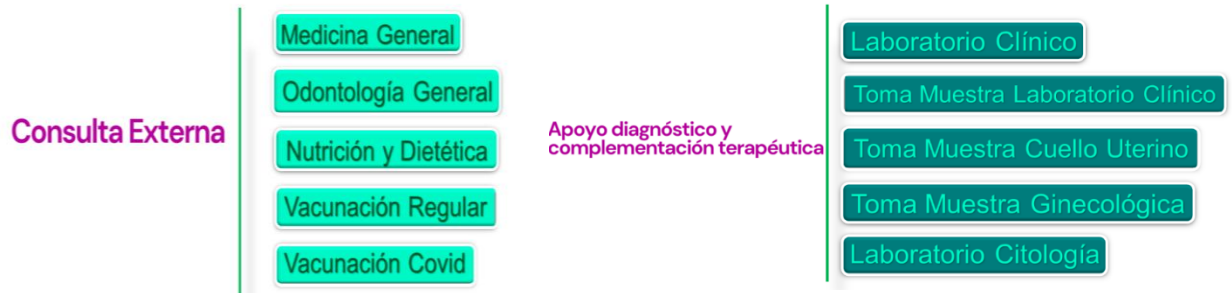 Consulta Externa
Medicina General
Odontología General
Nutrición y Dietética
Vacunación Regular
Vacunación Covid
Apoyo diagnóstico y
complementación terapéutica
Laboratorio Clínico
Toma Muestra Laboratorio Clínico
Toma Muestra Cuello Uterino
Toma Muestra Ginecológica
Laboratorio Citología